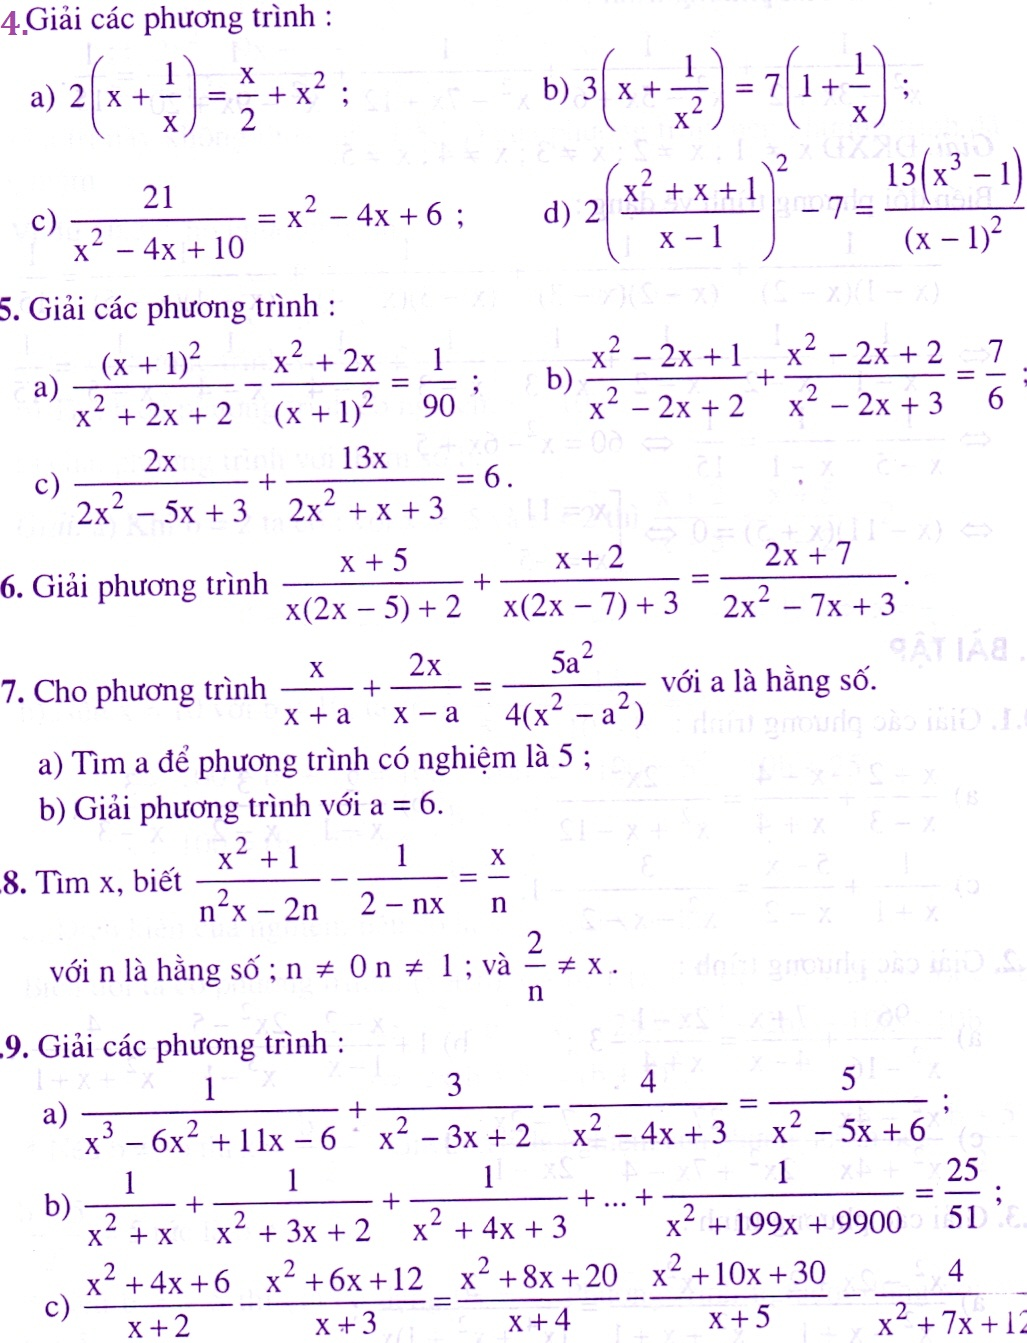 4.Giải các phương trình :
a) 2(x + 1/x) = x/2 + x² ; b) 3(x + 1/x²) = 7(1 + 1/x) ;
c) 21/(x² − 4x + 10) = x² − 4x + 6 ; d) 2((x² + x + 1)/(x − 1))² − 7 = 13(x³ − 1)/(x − 1)²
5. Giải các phương trình :
a) (x + 1)²/(x² + 2x + 2) − (x² + 2x)/(x + 1)² = 1/90 ; b) (x² − 2x + 1)/(x² − 2x + 2) + (x² − 2x + 2)/(x² − 2x + 3) = 7/6 ;
c) 2x/(2x² − 5x + 3) + 13x/(2x² + x + 3) = 6.
6. Giải phương trình (x + 5)/(x(2x − 5) + 2) + (x + 2)/(x(2x − 7) + 3) = (2x + 7)/(2x² − 7x + 3).
7. Cho phương trình x/(x + a) + 2x/(x − a) = 5a²/(4(x² − a²)) với a là hằng số.
a) Tìm a để phương trình có nghiệm là 5 ;
b) Giải phương trình với a = 6.
.8. Tìm x, biết (x² + 1)/(n²x − 2n) − 1/(2 − nx) = x/n
với n là hằng số ; n ≠ 0 n ≠ 1 ; và 2/n ≠ x.
.9. Giải các phương trình :
a) 1/(x³ − 6x² + 11x − 6) + 3/(x² − 3x + 2) − 4/(x² − 4x + 3) = 5/(x² − 5x + 6) ;
b) 1/(x² + x) + 1/(x² + 3x + 2) + 1/(x² + 4x + 3) + ... + 1/(x² + 199x + 9900) = 25/51 ;
c) (x² + 4x + 6)/(x + 2) − (x² + 6x + 12)/(x + 3) = (x² + 8x + 20)/(x + 4) − (x² + 10x + 30)/(x + 5) − 4/(x² + 7x + 12